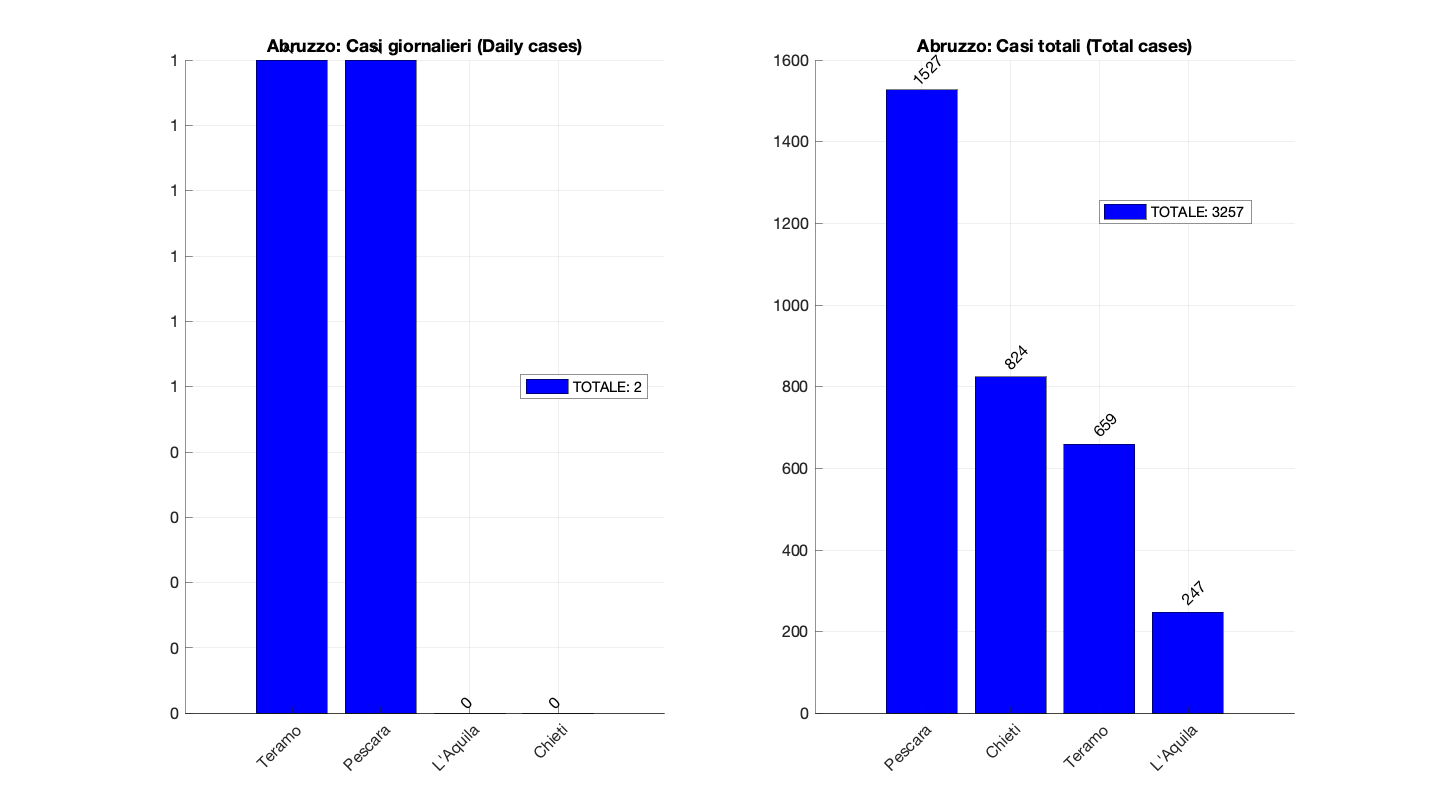 Abruzzo: Casi giornalieri (Daily cases)
1
1
1
1
1
1
0
0
0
0
0
0
0
TOTALE: 2
Teramo
Pescara
L'Aquila
Chieti
Abruzzo: Casi totali (Total cases)
1600
1400
1200
1000
800
600
400
200
0
1527
824
659
247
TOTALE: 3257
Pescara
Chieti
Teramo
L'Aquila